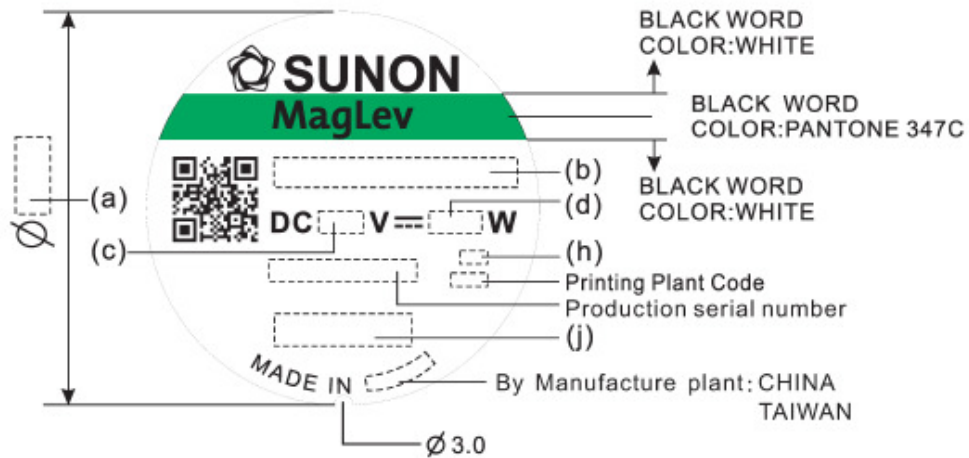 BLACK WORD
COLOR:WHITE
SUNON
MagLev
BLACK WORD
COLOR:PANTONE 347C
(a)
(b)
BLACK WORD
COLOR:WHITE
(d)
DC V W
Ø
(c)
(h)
Printing Plant Code
Production serial number
(j)
MADE IN
By Manufacture plant: CHINA
TAIWAN
Ø 3.0